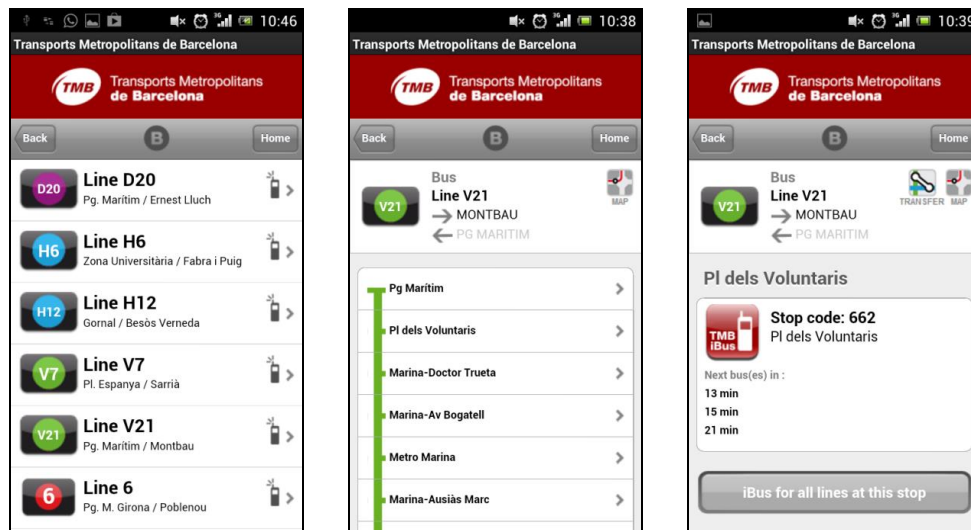 10:46
Transports Metropolitans de Barcelona
TMB
Transports Metropolitans
de Barcelona
Back
B
Home
D20
Line D20
Pg. Marítim / Ernest Lluch
H6
Line H6
Zona Universitària / Fabra i Puig
H12
Line H12
Gornal / Besòs Verneda
V7
Line V7
Pl. Espanya / Sarrià
V21
Line V21
Pg. Marítim / Montbau
6
Line 6
Pg. M. Girona / Poblenou
10:38
Transports Metropolitans de Barcelona
TMB
Transports Metropolitans
de Barcelona
Back
B
Home
V21
Bus
Line V21
→ MONTBAU
← PG MARITIM
MAP
Pg Marítim
Pl dels Voluntaris
Marina-Doctor Trueta
Marina-Av Bogatell
Metro Marina
Marina-Ausiàs Marc
10:39
Transports Metropolitans de Barcelona
TMB
Transports Metropolitans
de Barcelona
Back
B
Home
V21
Bus
Line V21
→ MONTBAU
← PG MARITIM
TRANSFER MAP
Pl dels Voluntaris
TMB
iBus
Stop code: 662
Pl dels Voluntaris
Next bus(es) in :
13 min
15 min
21 min
iBus for all lines at this stop